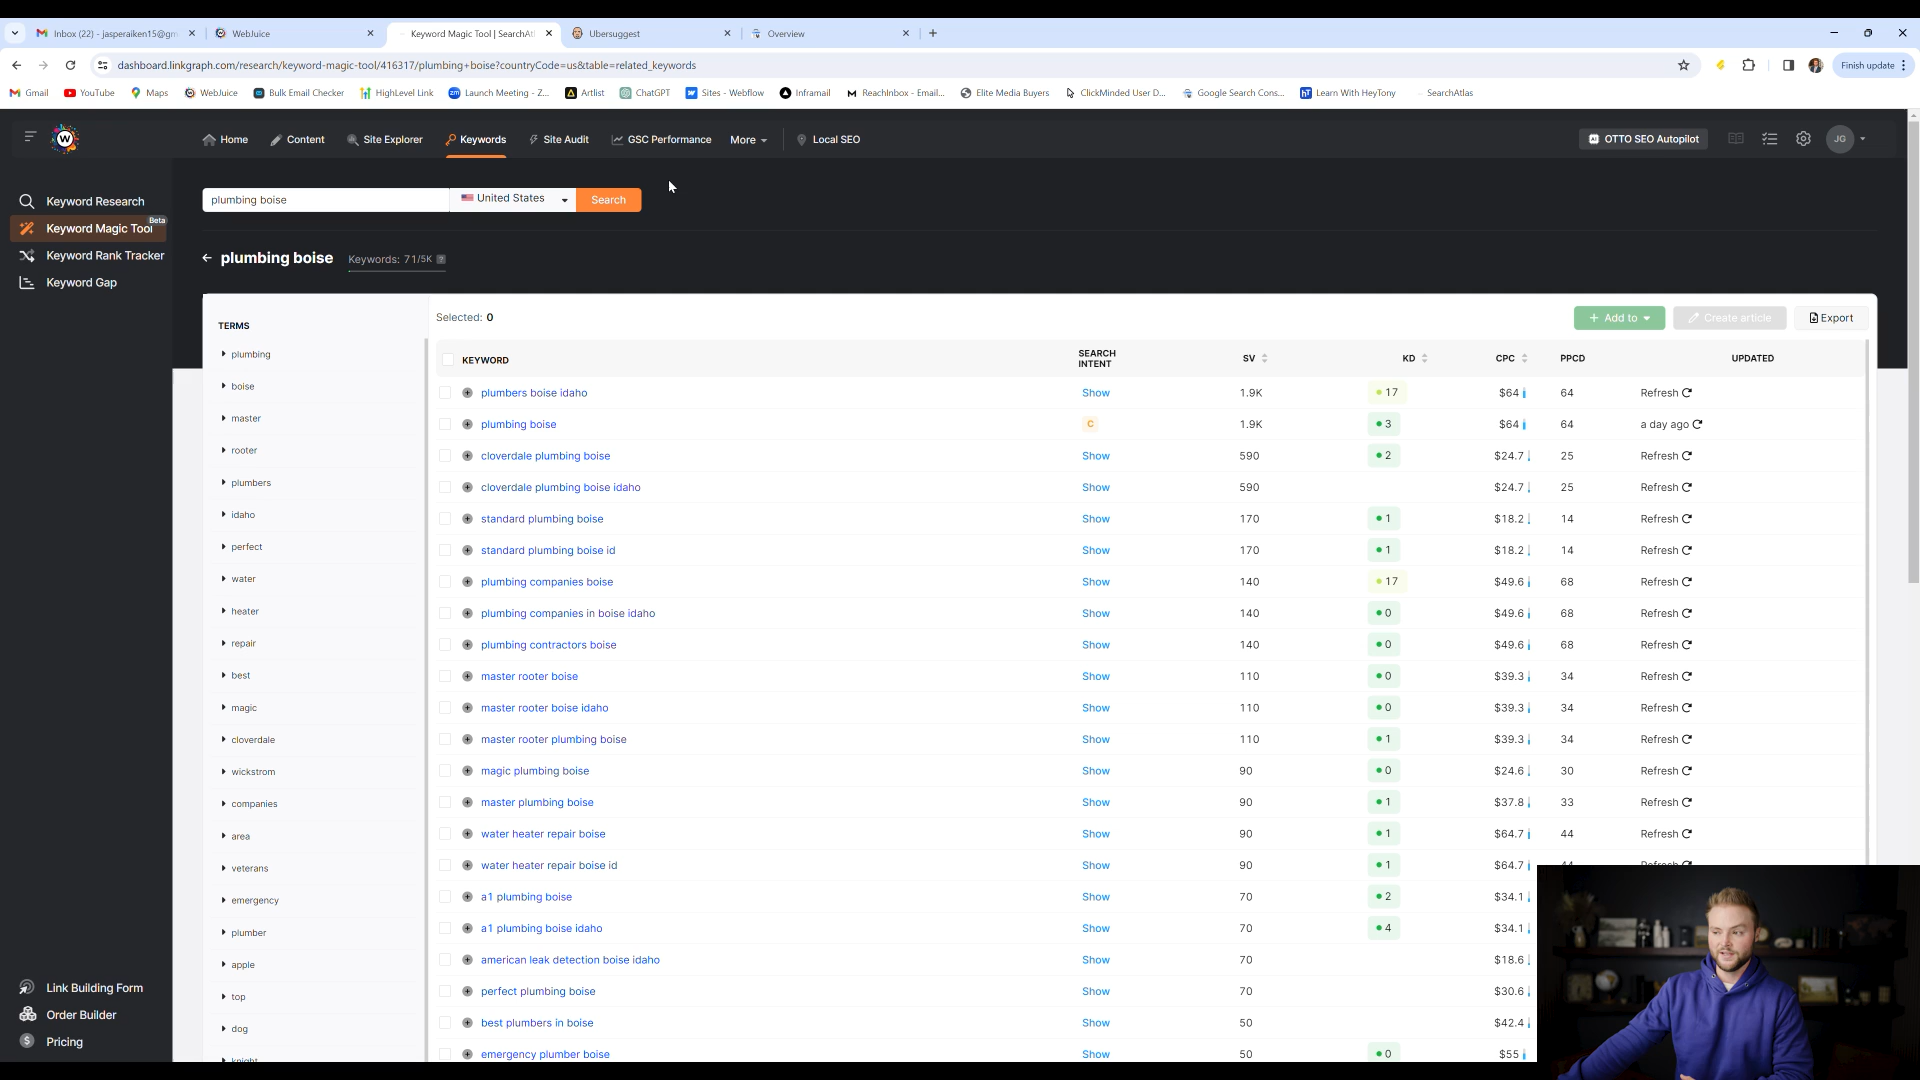 Inbox (22) - jasperaiken15@gm
WebJuice
Keyword Magic Tool | SearchAt
Ubersuggest
Overview
dashboard.linkgraph.com/research/keyword-magic-tool/416317/plumbing+boise?countryCode=us&table=related_keywords
Finish update
Gmail
YouTube
Maps
WebJuice
Bulk Email Checker
HighLevel Link
Launch Meeting - Z...
Artlist
ChatGPT
Sites - Webflow
Inframail
ReachInbox - Email...
Elite Media Buyers
ClickMinded User D...
Google Search Cons...
Learn With HeyTony
SearchAtlas
Home
Content
Site Explorer
Keywords
Site Audit
GSC Performance
More
Local SEO
OTTO SEO Autopilot
JG
Keyword Research
Keyword Magic Tool
Beta
Keyword Rank Tracker
Keyword Gap
Link Building Form
Order Builder
Pricing
plumbing boise
United States
Search
plumbing boise
Keywords: 71/5K
TERMS
plumbing
boise
master
rooter
plumbers
idaho
perfect
water
heater
repair
best
magic
cloverdale
wickstrom
companies
area
veterans
emergency
plumber
apple
top
dog
knight
Selected: 0
+ Add to
Create article
Export
KEYWORD SEARCH INTENT SV KD CPC PPCD UPDATED
plumbers boise idaho Show 1.9K 17 $64 64 Refresh
plumbing boise C 1.9K 3 $64 64 a day ago
cloverdale plumbing boise Show 590 2 $24.7 25 Refresh
cloverdale plumbing boise idaho Show 590 $24.7 25 Refresh
standard plumbing boise Show 170 1 $18.2 14 Refresh
standard plumbing boise id Show 170 1 $18.2 14 Refresh
plumbing companies boise Show 140 17 $49.6 68 Refresh
plumbing companies in boise idaho Show 140 0 $49.6 68 Refresh
plumbing contractors boise Show 140 0 $49.6 68 Refresh
master rooter boise Show 110 0 $39.3 34 Refresh
master rooter boise idaho Show 110 0 $39.3 34 Refresh
master rooter plumbing boise Show 110 1 $39.3 34 Refresh
magic plumbing boise Show 90 0 $24.6 30 Refresh
master plumbing boise Show 90 1 $37.8 33 Refresh
water heater repair boise Show 90 1 $64.7 44 Refresh
water heater repair boise id Show 90 1 $64.7 44 Refresh
a1 plumbing boise Show 70 2 $34.1
a1 plumbing boise idaho Show 70 4 $34.1
american leak detection boise idaho Show 70 $18.6
perfect plumbing boise Show 70 $30.6
best plumbers in boise Show 50 $42.4
emergency plumber boise Show 50 0 $55